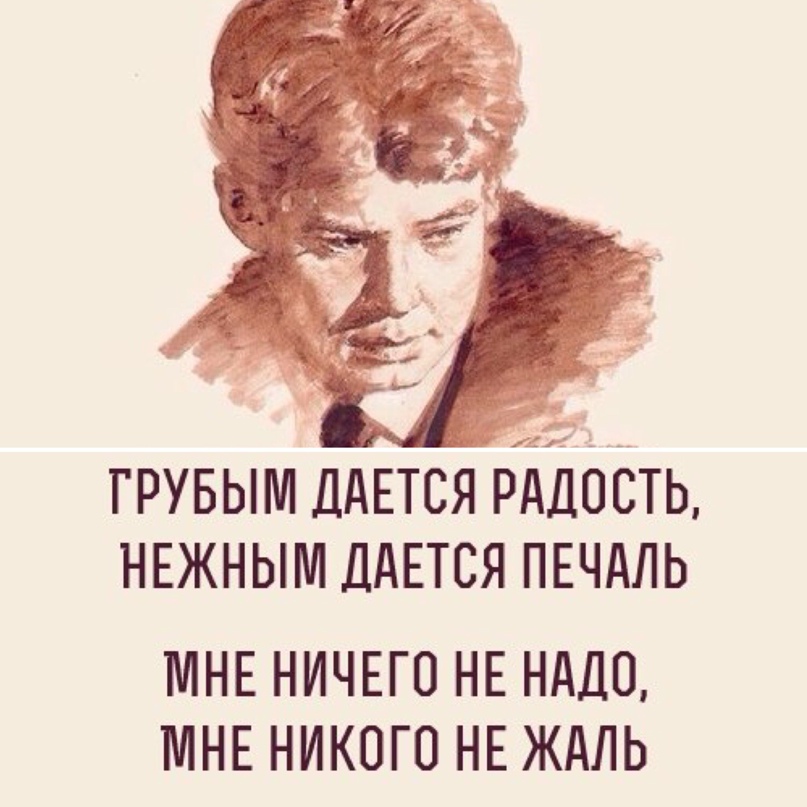 ГРУБЫМ ДАЕТСЯ РАДОСТЬ,
НЕЖНЫМ ДАЕТСЯ ПЕЧАЛЬ
МНЕ НИЧЕГО НЕ НАДО,
МНЕ НИКОГО НЕ ЖАЛЬ